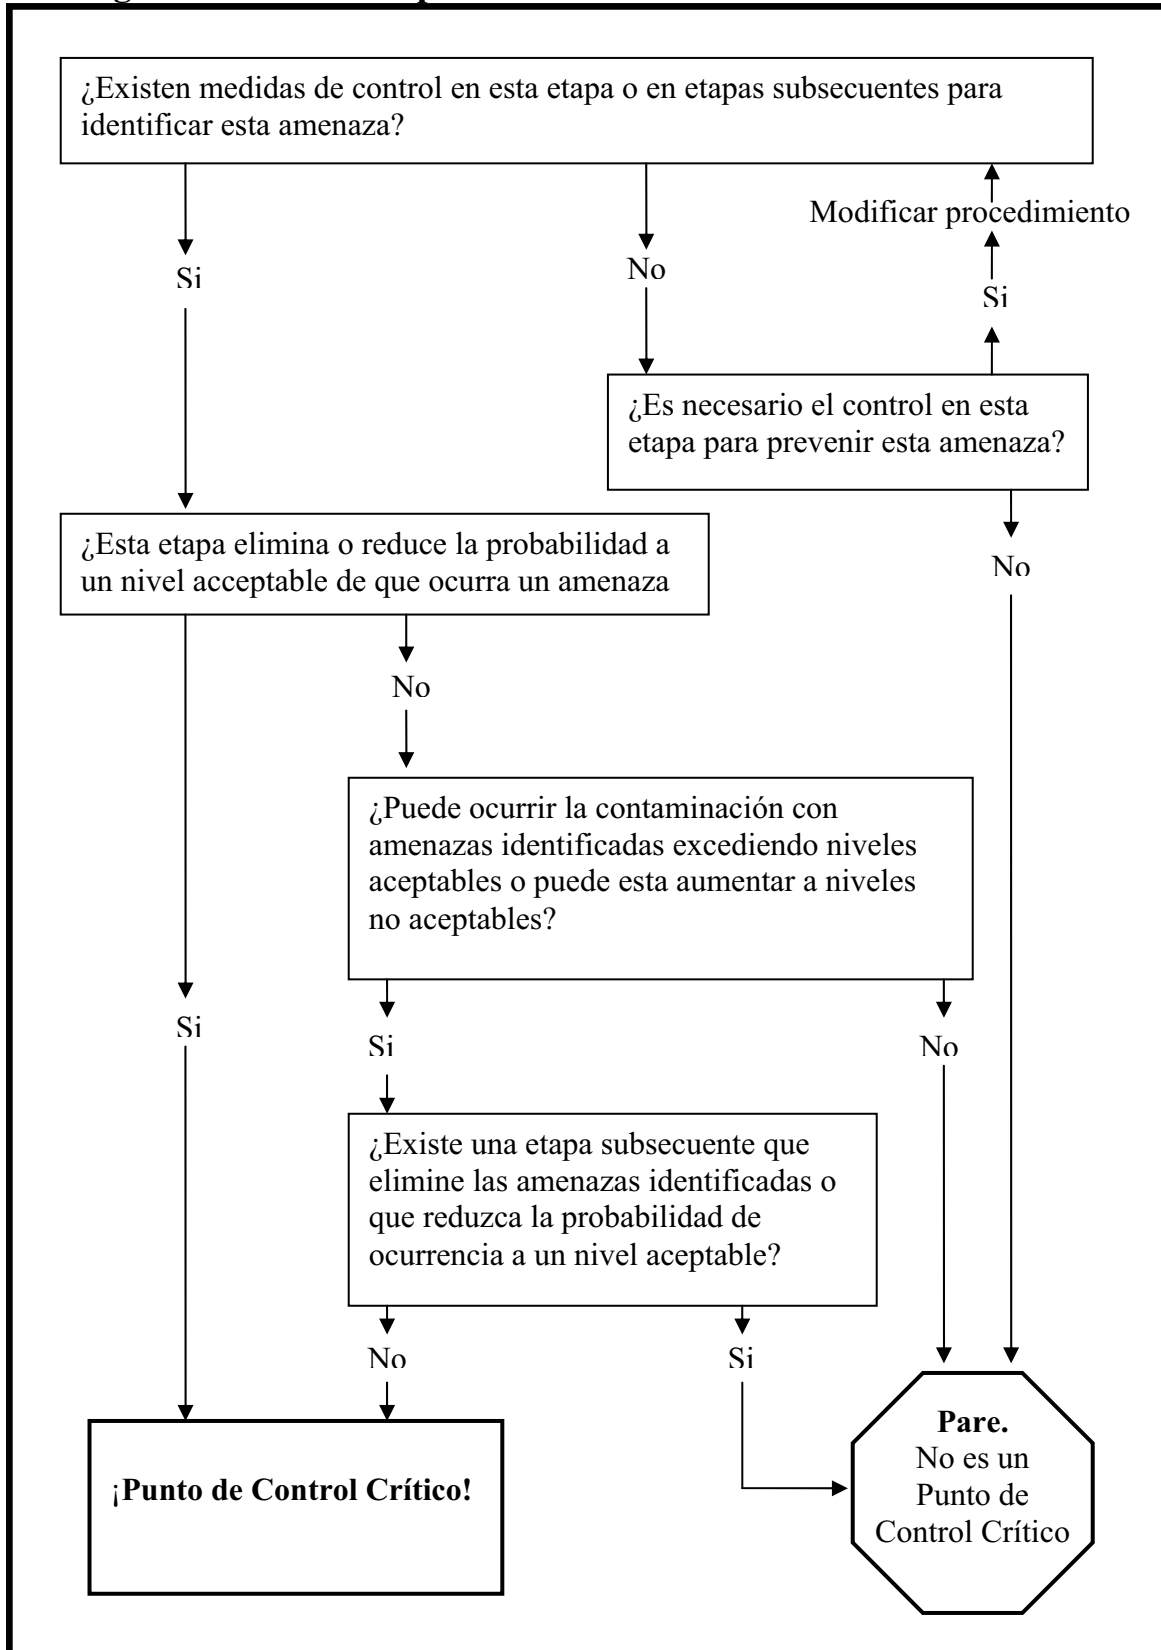 ¿Existen medidas de control en esta etapa o en etapas subsecuentes para
identificar esta amenaza?
Modificar procedimiento
Si
No
Si
¿Es necesario el control en esta
etapa para prevenir esta amenaza?
¿Esta etapa elimina o reduce la probabilidad a
un nivel acceptable de que ocurra un amenaza
No
No
¿Puede ocurrir la contaminación con
amenazas identificadas excediendo niveles
aceptables o puede esta aumentar a niveles
no aceptables?
Si
Si
No
¿Existe una etapa subsecuente que
elimine las amenazas identificadas o
que reduzca la probabilidad de
ocurrencia a un nivel aceptable?
No
Si
¡Punto de Control Crítico!
Pare.
No es un
Punto de
Control Crítico